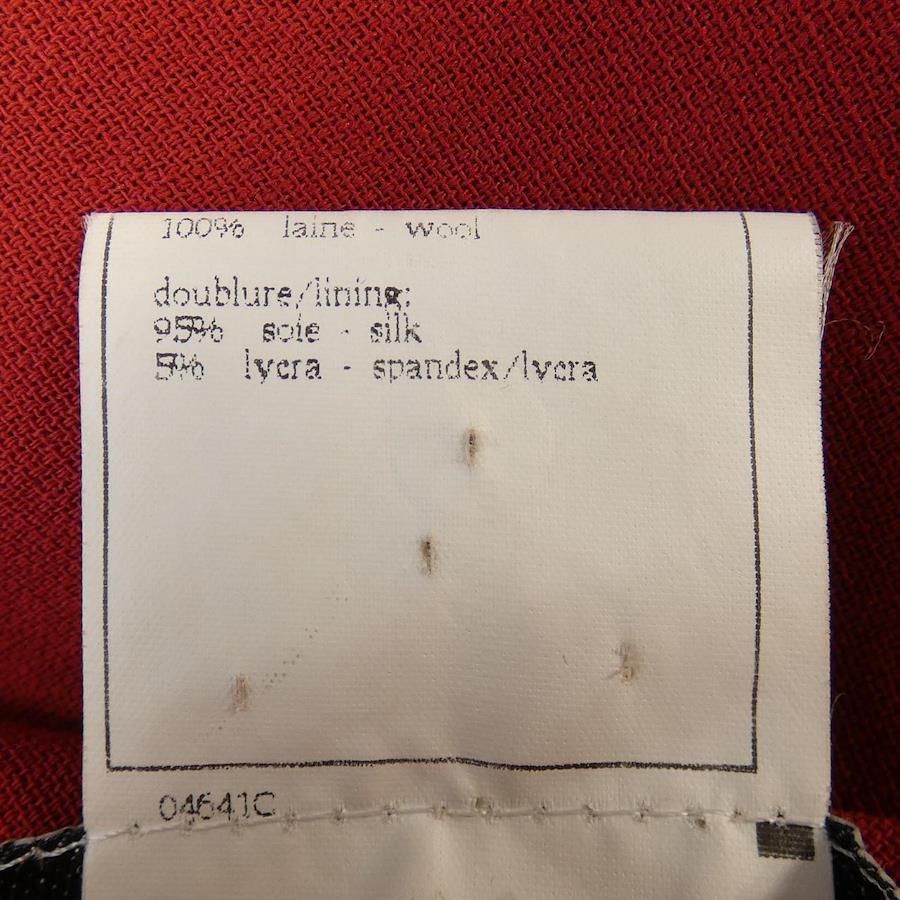 100% laine - wool
doublure/lining:
95% soie - silk
5% lycra - spandex/lycra
04641C